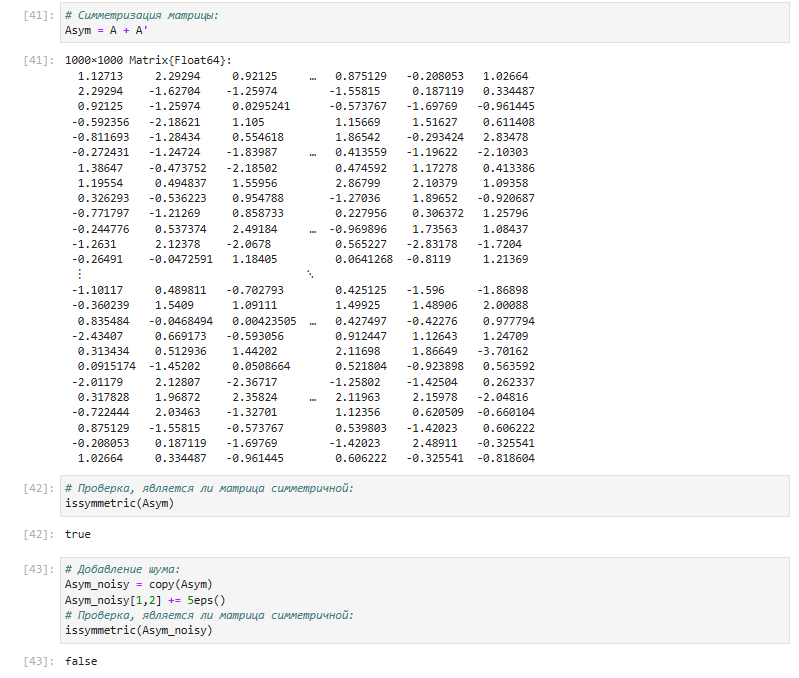 [41]: # Симметризация матрицы:
Asym = A + A'
[41]: 1000×1000 Matrix{Float64}:
1.12713 2.29294 0.92125 … 0.875129 -0.208053 1.02664
2.29294 -1.62704 -1.25974 -1.55815 0.187119 0.334487
0.92125 -1.25974 0.0295241 -0.573767 -1.69769 -0.961445
-0.592356 -2.18621 1.105 1.15669 1.51627 0.611408
-0.811693 -1.28434 0.554618 1.86542 -0.293424 2.83478
-0.272431 -1.24724 -1.83987 … 0.413559 -1.19622 -2.10303
1.38647 -0.473752 -2.18502 0.474592 1.17278 0.413386
1.19554 0.494837 1.55956 2.86799 2.10379 1.09358
0.326293 -0.536223 0.954788 -1.27036 1.89652 -0.920687
-0.771797 -1.21269 0.858733 0.227956 0.306372 1.25796
-0.244776 0.537374 2.49184 … -0.969896 1.73563 1.08437
-1.2631 2.12378 -2.0678 0.565227 -2.83178 -1.7204
-0.26491 -0.0472591 1.18405 0.0641268 -0.8119 1.21369
⋮ ⋱
-1.10117 0.489811 -0.702793 0.425125 -1.596 -1.86898
-0.360239 1.5409 1.09111 1.49925 1.48906 2.00088
0.835484 -0.0468494 0.00423505 … 0.427497 -0.42276 0.977794
-2.43407 0.669173 -0.593056 0.912447 1.12643 1.24709
0.313434 0.512936 1.44202 2.11698 1.86649 -3.70162
0.0915174 -1.45202 0.0508664 0.521804 -0.923898 0.563592
-2.01179 2.12807 -2.36717 -1.25802 -1.42504 0.262337
0.317828 1.96872 2.35824 … 2.11963 2.15978 -2.04816
-0.722444 2.03463 -1.32701 1.12356 0.620509 -0.660104
0.875129 -1.55815 -0.573767 0.539803 -1.42023 0.606222
-0.208053 0.187119 -1.69769 -1.42023 2.48911 -0.325541
1.02664 0.334487 -0.961445 0.606222 -0.325541 -0.818604
[42]: # Проверка, является ли матрица симметричной:
issymmetric(Asym)
[42]: true
[43]: # Добавление шума:
Asym_noisy = copy(Asym)
Asym_noisy[1,2] += 5eps()
# Проверка, является ли матрица симметричной:
issymmetric(Asym_noisy)
[43]: false